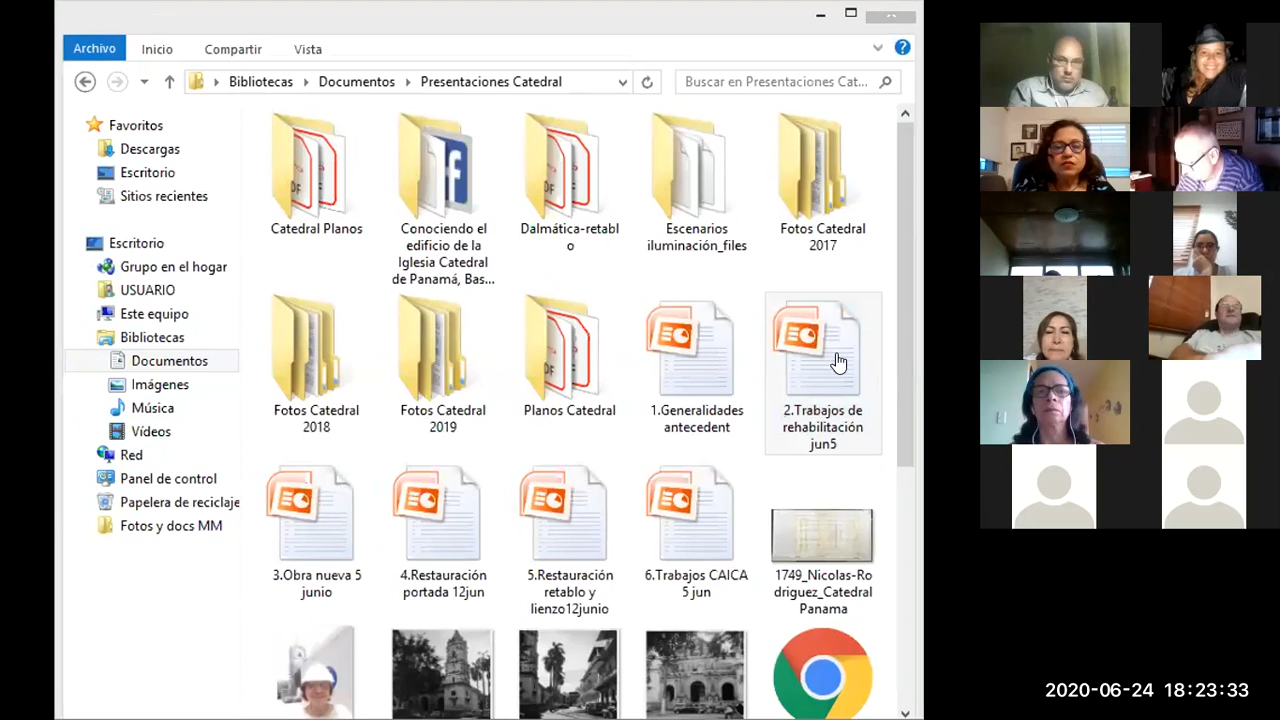 Archivo Inicio Compartir Vista
Bibliotecas Documentos Presentaciones Catedral Buscar en Presentaciones Cat...
Favoritos
Descargas
Escritorio
Sitios recientes
Escritorio
Grupo en el hogar
USUARIO
Este equipo
Bibliotecas
Documentos
Imágenes
Música
Vídeos
Red
Panel de control
Papelera de reciclaje
Fotos y docs MM
Catedral Planos
Conociendo el
edificio de la
Iglesia Catedral
de Panamá, Bas...
Dalmática-retabl
o
Escenarios
iluminación_files
Fotos Catedral
2017
Fotos Catedral
2018
Fotos Catedral
2019
Planos Catedral
1.Generalidades
antecedent
2.Trabajos de
rehabilitación
jun5
3.Obra nueva 5
junio
4.Restauración
portada 12jun
5.Restauración
retablo y
lienzo12junio
6.Trabajos CAICA
5 jun
1749_Nicolas-Ro
driguez_Catedral
Panama
2020-06-24 18:23:33